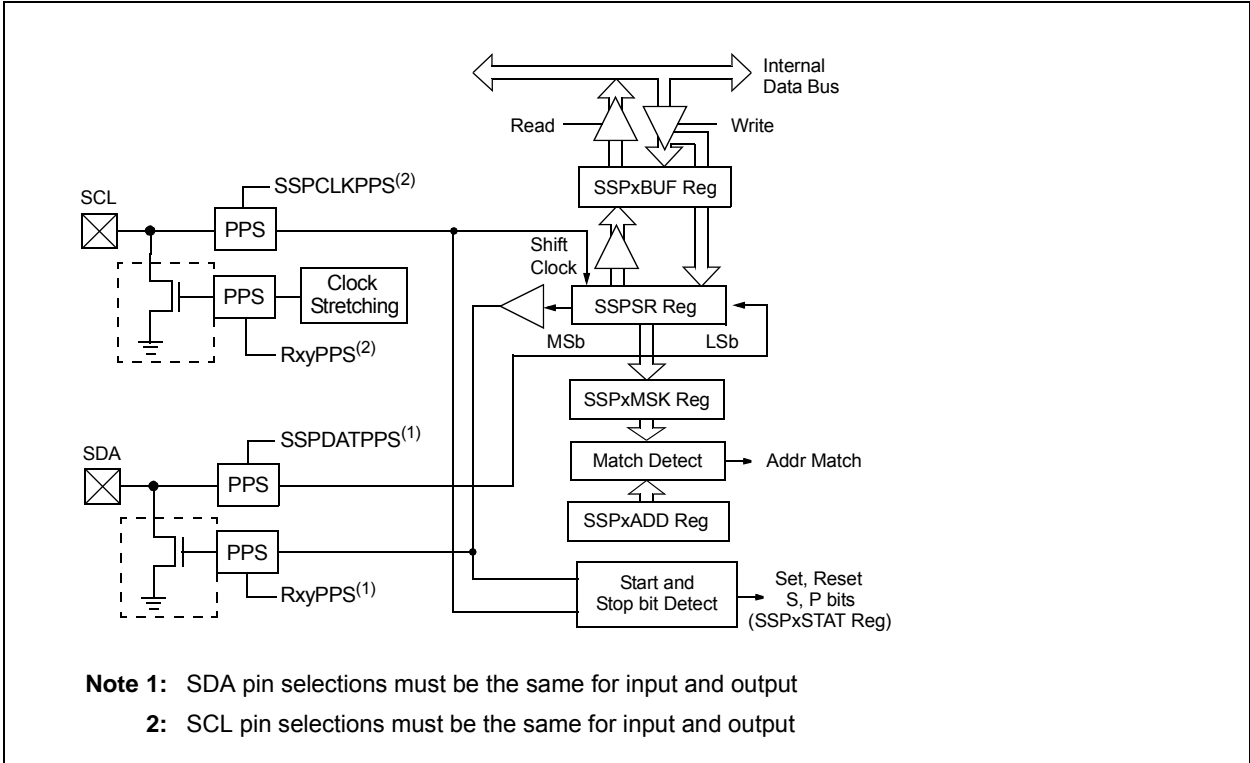 Internal
Data Bus
Read
Write
SSPxBUF Reg
SSPCLKPPS(2)
SCL
PPS
Shift
Clock
Clock
Stretching
PPS
SSPSR Reg
MSb
LSb
RxyPPS(2)
SSPxMSK Reg
SSPDATPPS(1)
SDA
Match Detect
Addr Match
PPS
SSPxADD Reg
PPS
Start and
Stop bit Detect
Set, Reset
S, P bits
(SSPxSTAT Reg)
RxyPPS(1)
Note 1: SDA pin selections must be the same for input and output
2: SCL pin selections must be the same for input and output